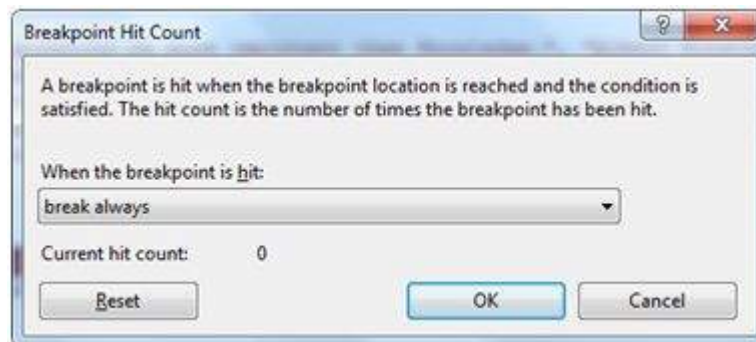 Breakpoint Hit Count
A breakpoint is hit when the breakpoint location is reached and the condition is
satisfied. The hit count is the number of times the breakpoint has been hit.
When the breakpoint is hit:
break always
Current hit count: 0
Reset OK Cancel